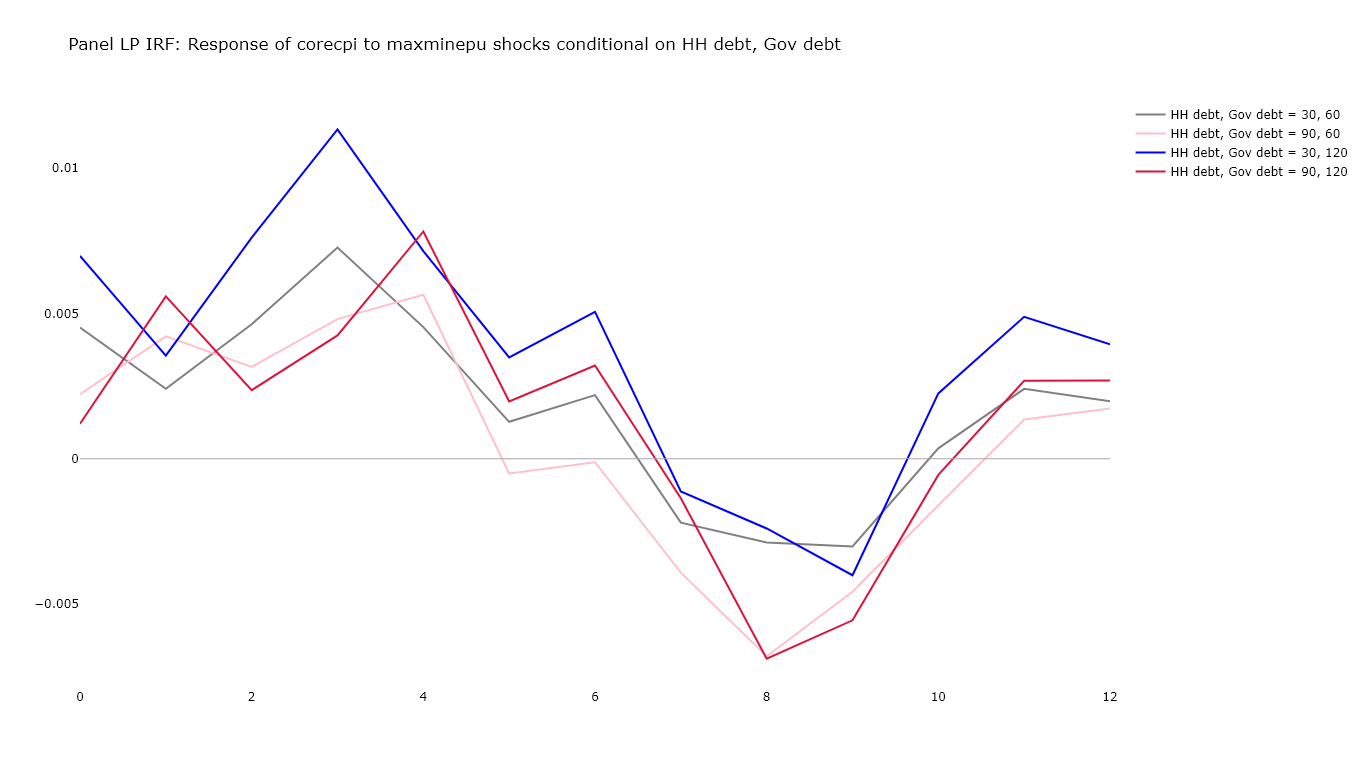 Panel LP IRF: Response of corecpi to maxminepu shocks conditional on HH debt, Gov debt
HH debt, Gov debt = 30, 60
HH debt, Gov debt = 90, 60
HH debt, Gov debt = 30, 120
HH debt, Gov debt = 90, 120
0.01
0.005
0
−0.005
0 2 4 6 8 10 12